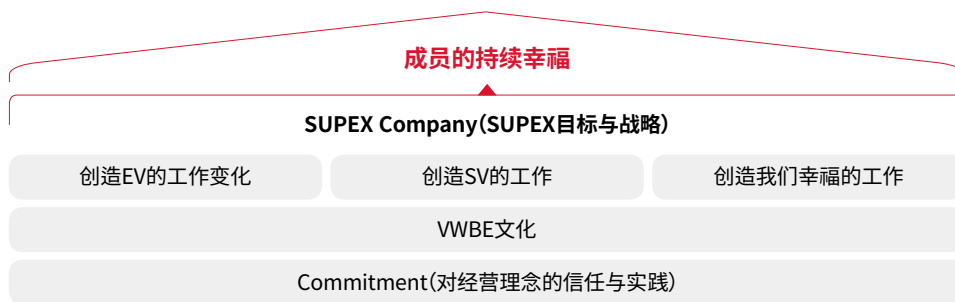 成员的持续幸福
SUPEX Company(SUPEX目标与战略)
创造EV的工作变化
创造SV的工作
创造我们幸福的工作
VWBE文化
Commitment(对经营理念的信任与实践)